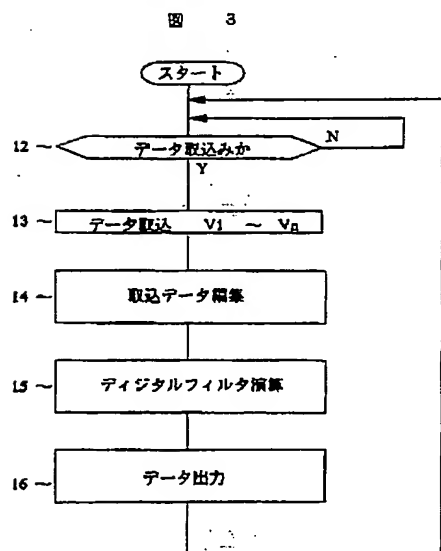 図 3
スタート
12 ～ データ取込みか N
Y
13 ～ データ取込 V1 ～ Vn
14 ～ 取込データ編集
15 ～ ディジタルフィルタ演算
16 ～ データ出力